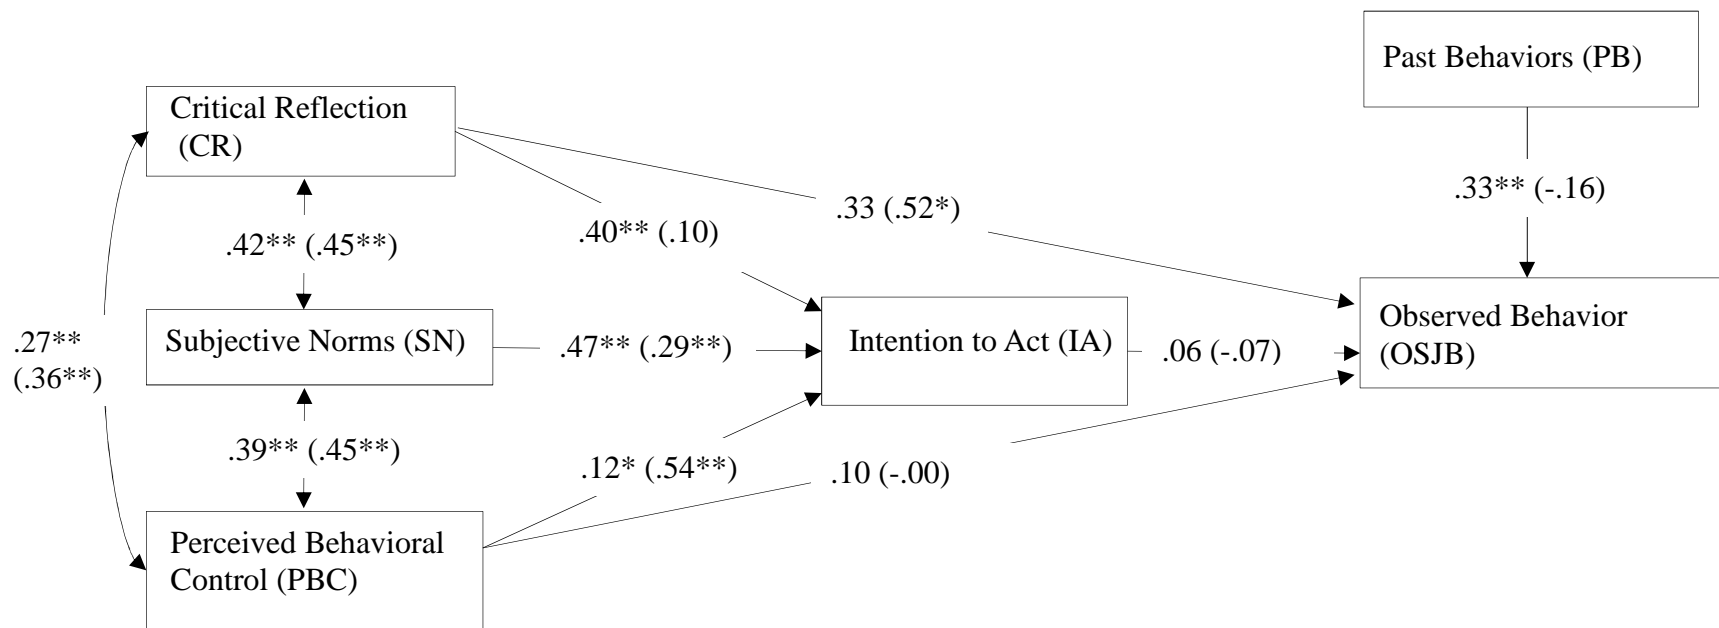 Past Behaviors (PB)
Critical Reflection
(CR)
.33** (-.16)
.33 (.52*)
.40** (.10)
.42** (.45**)
Observed Behavior
(OSJB)
.27**
(.36**)
Subjective Norms (SN)
.47** (.29**)
Intention to Act (IA)
.06 (-.07)
.39** (.45**)
.12* (.54**)
.10 (-.00)
Perceived Behavioral
Control (PBC)